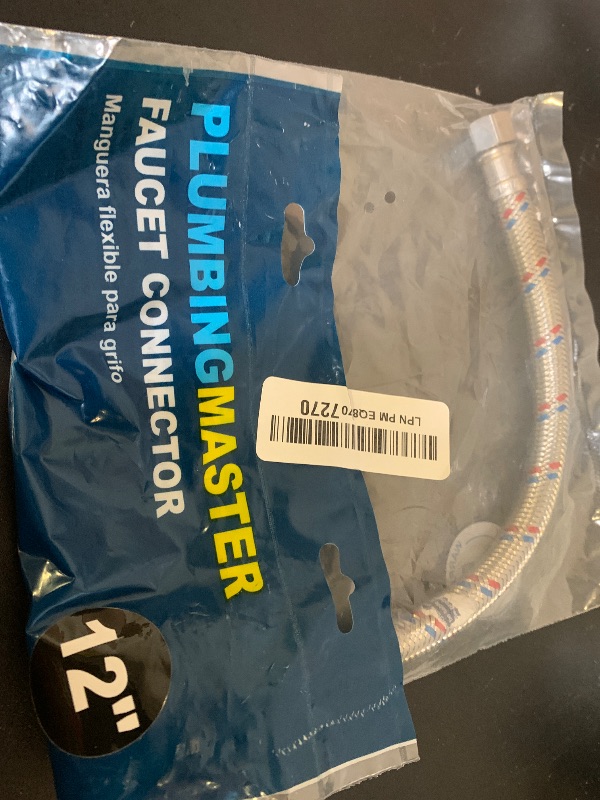 PLUMBINGMASTER
FAUCET CONNECTOR
Manguera flexible para grifo
12"
LPN PM EQ870 7270